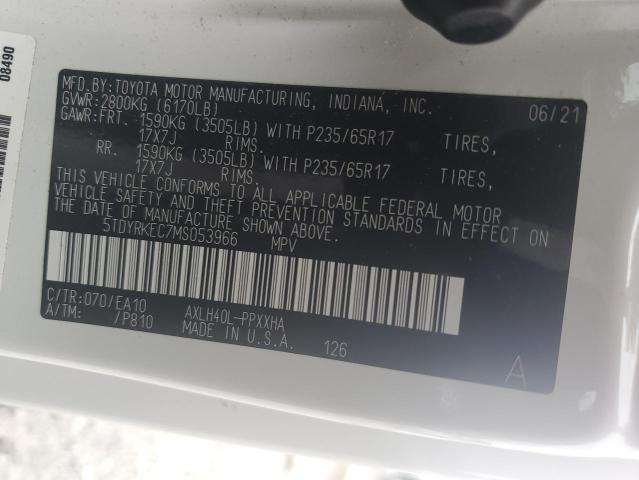 08490
MFD.BY:TOYOTA MOTOR MANUFACTURING, INDIANA, INC. 06/21
GVWR:2800KG (6170LB)
GAWR:FRT. 1590KG (3505LB) WITH P235/65R17 TIRES,
17X7J RIMS.
RR. 1590KG (3505LB) WITH P235/65R17 TIRES,
17X7J RIMS
THIS VEHICLE CONFORMS TO ALL APPLICABLE FEDERAL MOTOR
VEHICLE SAFETY AND THEFT PREVENTION STANDARDS IN EFFECT ON
THE DATE OF MANUFACTURE SHOWN ABOVE.
5TDYRKEC7MS053966 MPV
C/TR:070/EA10 AXLH40L-PPXXHA
A/TM: /P810 MADE IN U.S.A. 126
A